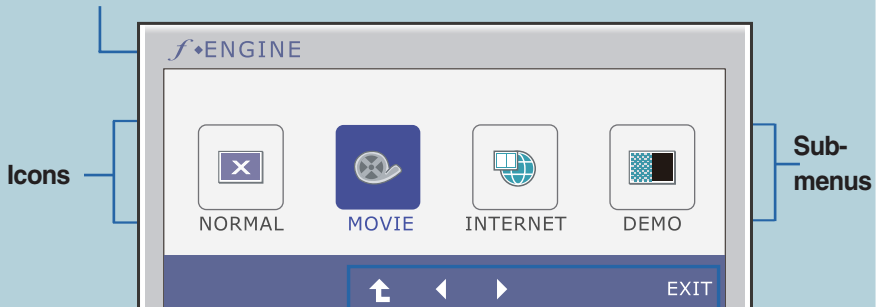 f•ENGINE
Icons
Sub-
menus
NORMAL MOVIE INTERNET DEMO
EXIT